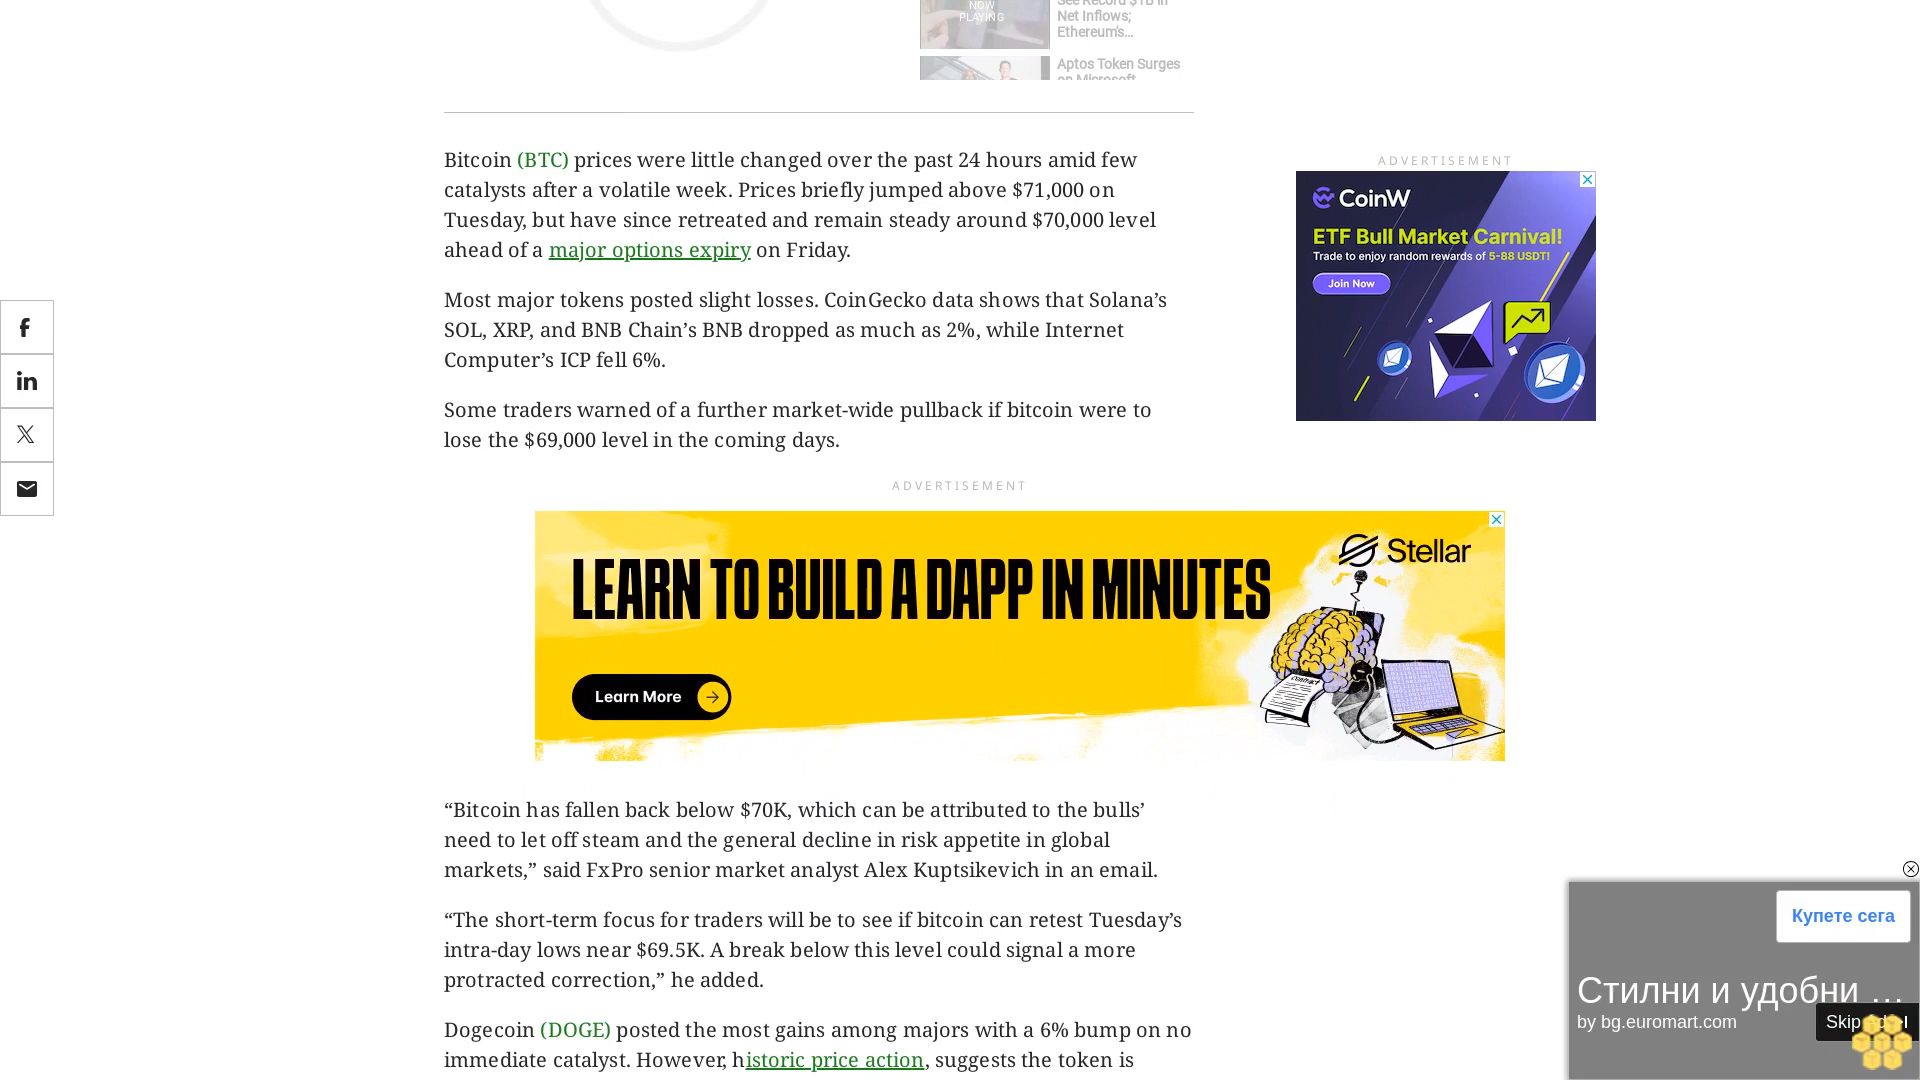 NOW
PLAYING
See Record $1B in
Net Inflows;
Ethereum's...
Aptos Token Surges
on Microsoft
Bitcoin (BTC) prices were little changed over the past 24 hours amid few
catalysts after a volatile week. Prices briefly jumped above $71,000 on
Tuesday, but have since retreated and remain steady around $70,000 level
ahead of a major options expiry on Friday.
Most major tokens posted slight losses. CoinGecko data shows that Solana’s
SOL, XRP, and BNB Chain’s BNB dropped as much as 2%, while Internet
Computer’s ICP fell 6%.
Some traders warned of a further market-wide pullback if bitcoin were to
lose the $69,000 level in the coming days.
ADVERTISEMENT
CoinW
ETF Bull Market Carnival!
Trade to enjoy random rewards of 5-88 USDT!
Join Now
ADVERTISEMENT
LEARN TO BUILD A DAPP IN MINUTES
Stellar
Learn More
Contract
“Bitcoin has fallen back below $70K, which can be attributed to the bulls’
need to let off steam and the general decline in risk appetite in global
markets,” said FxPro senior market analyst Alex Kuptsikevich in an email.
“The short-term focus for traders will be to see if bitcoin can retest Tuesday’s
intra-day lows near $69.5K. A break below this level could signal a more
protracted correction,” he added.
Dogecoin (DOGE) posted the most gains among majors with a 6% bump on no
immediate catalyst. However, historic price action, suggests the token is
Купете сега
Стилни и удобни ...
by bg.euromart.com
Skip